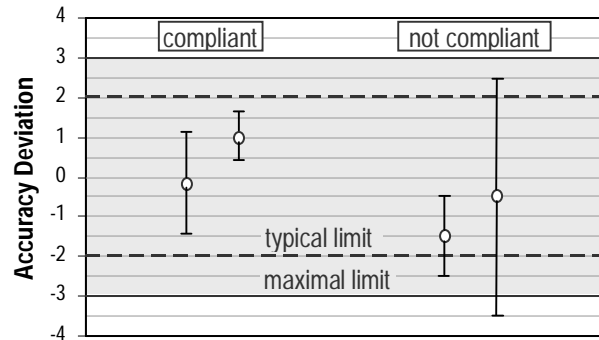 4
compliant
not compliant
3
2
1
0
-1
typical limit
-2
maximal limit
-3
-4
Accuracy Deviation